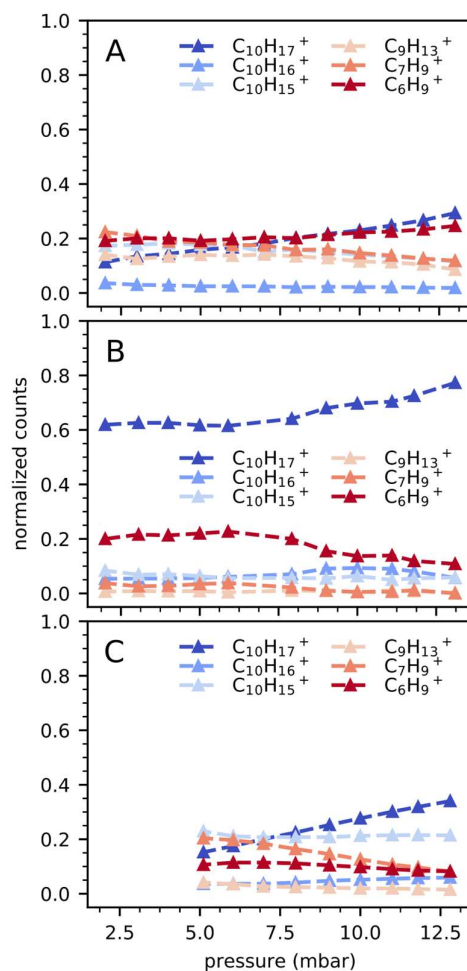 1.0
A
C₁₀H₁₇⁺ C₉H₁₃⁺
0.8
C₁₀H₁₆⁺ C₇H₉⁺
C₁₀H₁₅⁺ C₆H₉⁺
0.6
0.4
0.2
0.0
1.0
B
0.8
0.6
C₁₀H₁₇⁺ C₉H₁₃⁺
C₁₀H₁₆⁺ C₇H₉⁺
0.4
C₁₀H₁₅⁺ C₆H₉⁺
0.2
0.0
normalized counts
1.0
C
C₁₀H₁₇⁺ C₉H₁₃⁺
C₁₀H₁₆⁺ C₇H₉⁺
0.8
C₁₀H₁₅⁺ C₆H₉⁺
0.6
0.4
0.2
0.0
2.5 5.0 7.5 10.0 12.5
pressure (mbar)